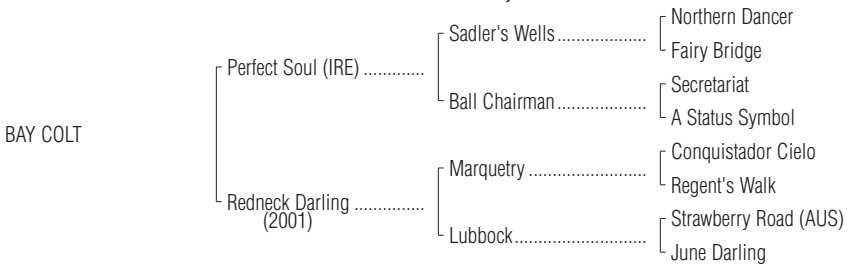 Northern Dancer
Sadler's Wells...................
Fairy Bridge
Perfect Soul (IRE) .............
Secretariat
Ball Chairman...................
A Status Symbol
BAY COLT
Conquistador Cielo
Marquetry .........................
Regent's Walk
Redneck Darling ...............
(2001)
Strawberry Road (AUS)
Lubbock............................
June Darling